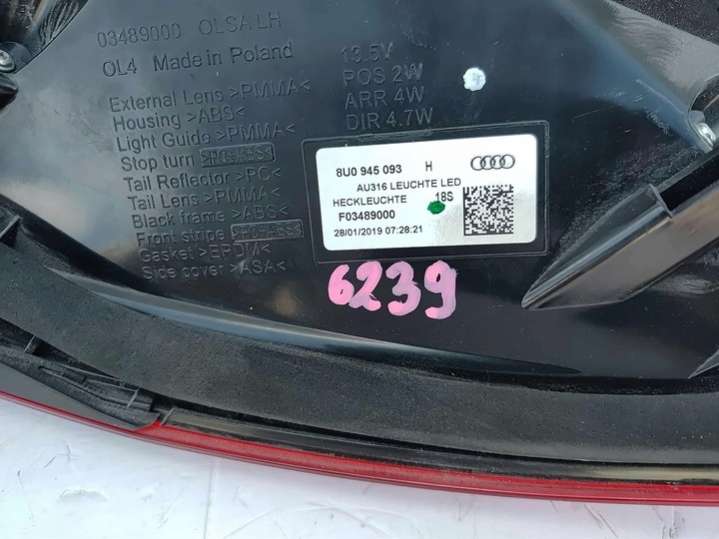 03489000 OLSA LH
OL4 Made in Poland
External Lens >PMMA<
Housing >ABS<
Light Guide >PMMA<
Stop turn
Tail Reflector >PC<
Tail Lens >PMMA<
Black frame >ABS<
Front stripe
Gasket >EPDM<
Side cover >ASA<
13.5V
POS 2W
ARR 4W
DIR 4.7W
8U0 945 093 H
AU316 LEUCHTE LED
HECKLEUCHTE 18S
F03489000
28/01/2019 07:28:21
6239